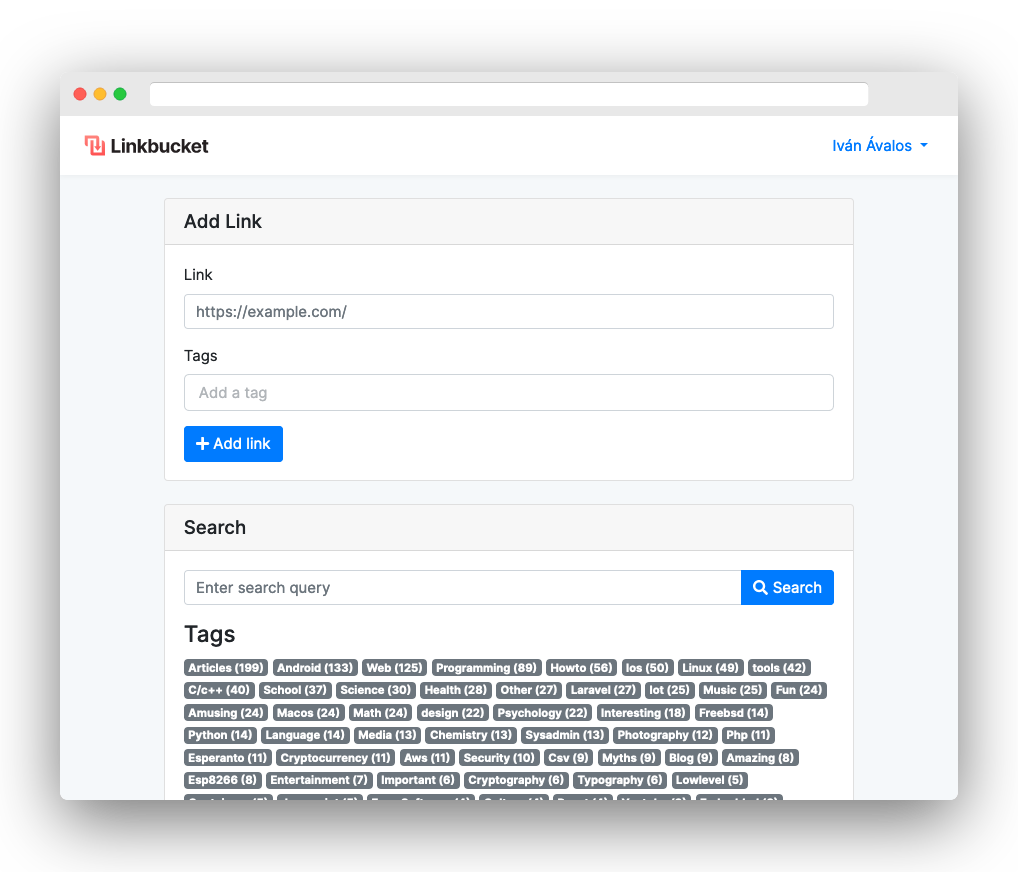 Linkbucket
Iván Ávalos
Add Link
Link
https://example.com/
Tags
Add a tag
Add link
Search
Enter search query
Search
Tags
Articles (199) Android (133) Web (125) Programming (89) Howto (56) Ios (50) Linux (49) tools (42)
C/c++ (40) School (37) Science (30) Health (28) Other (27) Laravel (27) Iot (25) Music (25) Fun (24)
Amusing (24) Macos (24) Math (24) design (22) Psychology (22) Interesting (18) Freebsd (14)
Python (14) Language (14) Media (13) Chemistry (13) Sysadmin (13) Photography (12) Php (11)
Esperanto (11) Cryptocurrency (11) Aws (11) Security (10) Csv (9) Myths (9) Blog (9) Amazing (8)
Esp8266 (8) Entertainment (7) Important (6) Cryptography (6) Typography (6) Lowlevel (5)